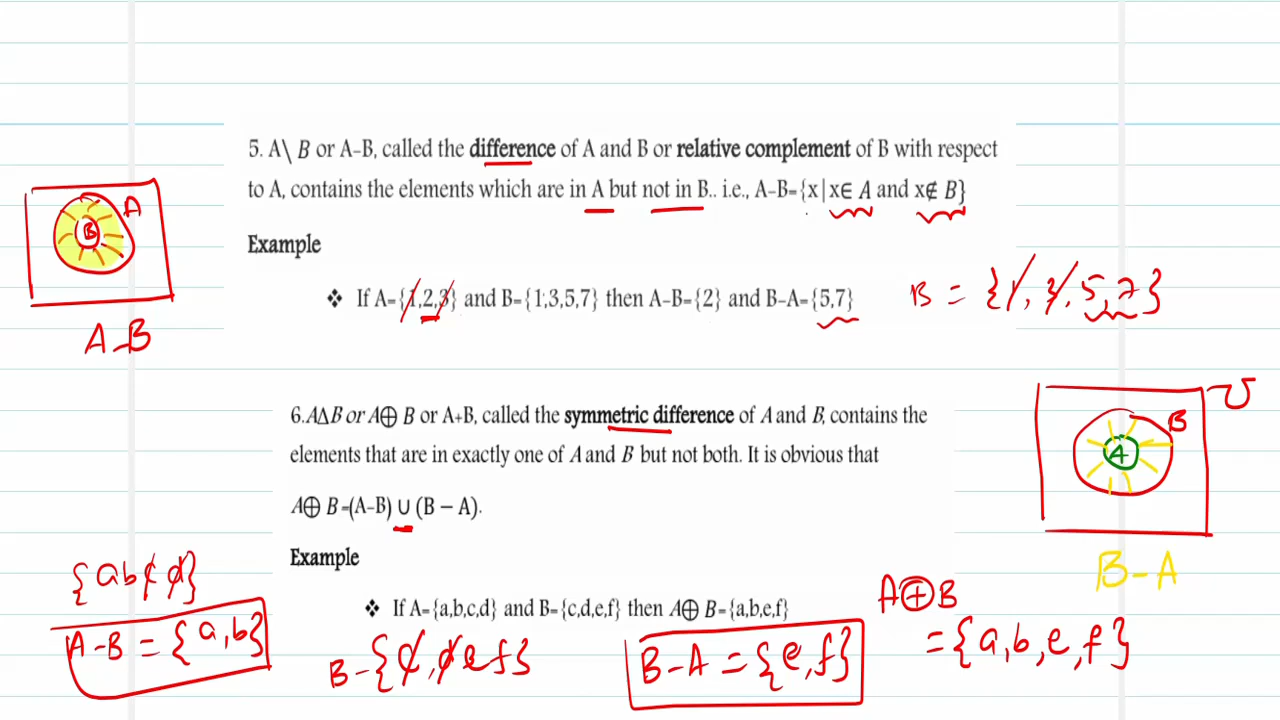 5. A\ B or A-B, called the difference of A and B or relative complement of B with respect
to A, contains the elements which are in A but not in B.. i.e., A-B={x|x∈ A and x∉ B}
A
B
A-B
Example
❖ If A={1,2,3} and B={1,3,5,7} then A-B={2} and B-A={5,7}
B = {1, 3, 5, 7}
6.A∆B or A⊕ B or A+B, called the symmetric difference of A and B, contains the
elements that are in exactly one of A and B but not both. It is obvious that
A⊕ B=(A-B) ∪ (B – A).
U
B
A
B-A
Example
❖ If A={a,b,c,d} and B={c,d,e,f} then A⊕ B={a,b,e,f}
{a b c d}
A-B = {a,b}
B-{c,d e f}
B-A = {e,f}
A⊕B
={a,b,e,f}